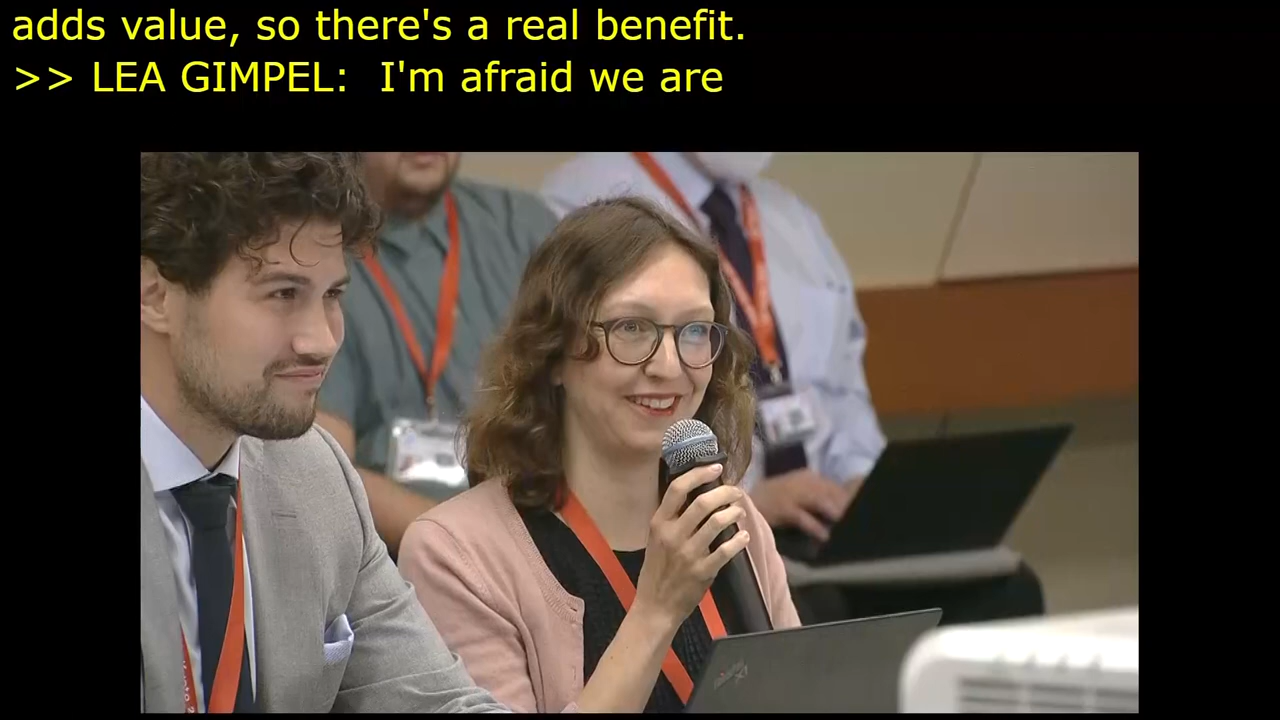 adds value, so there's a real benefit.
>> LEA GIMPEL:  I'm afraid we are